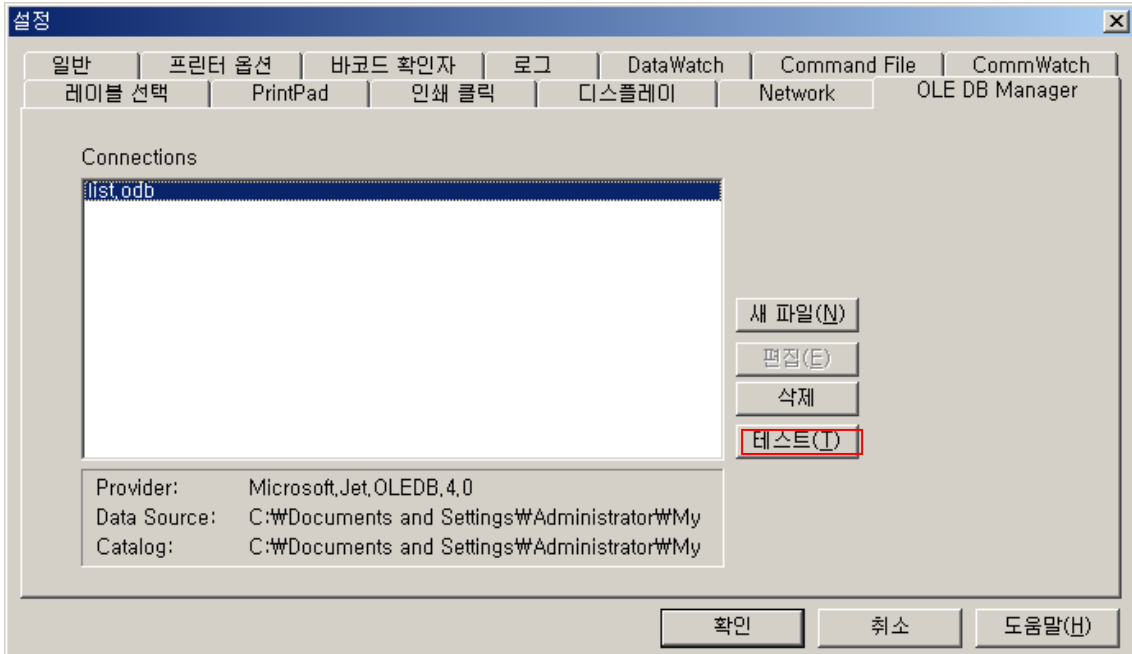 설정
일반 프린터 옵션 바코드 확인자 로그 DataWatch Command File CommWatch
레이블 선택 PrintPad 인쇄 클릭 디스플레이 Network OLE DB Manager
Connections
list,odb
새 파일(N)
편집(E)
삭제
테스트(T)
Provider: Microsoft,Jet,OLEDB,4,0
Data Source: C:₩Documents and Settings₩Administrator₩My
Catalog: C:₩Documents and Settings₩Administrator₩My
확인 취소 도움말(H)